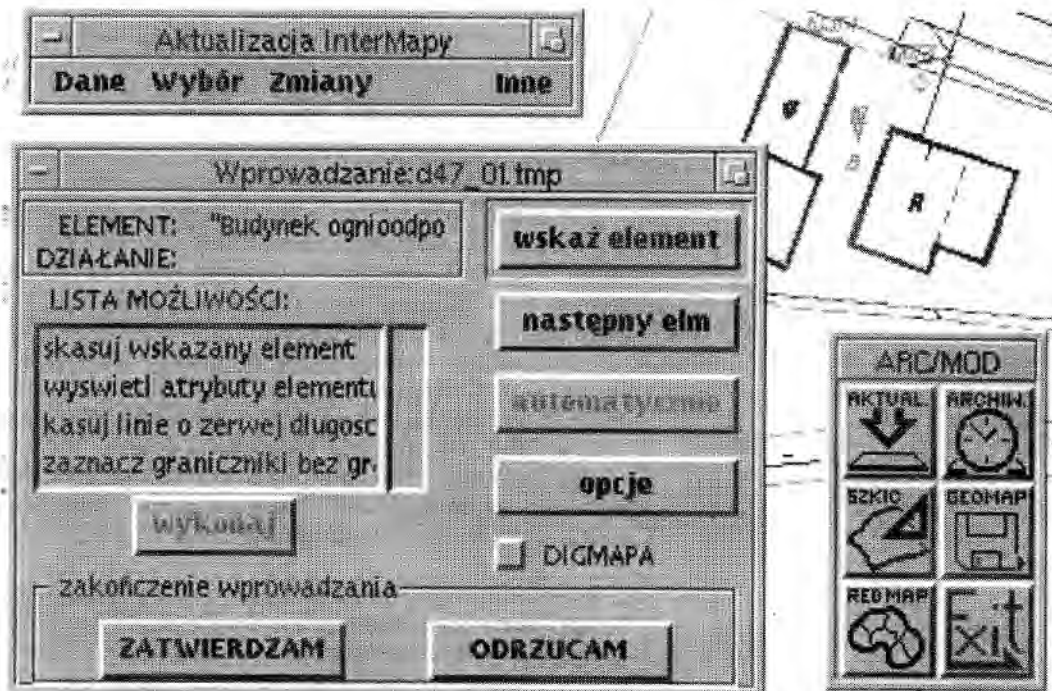 Aktualizacja InterMapy
Dane Wybór Zmiany Inne
Wprowadzanie:d47_01.tmp
ELEMENT: "Budynek ognioodpo
DZIAŁANIE:
wskaż element
LISTA MOŻLIWOŚCI:
następny elm
skasuj wskazany element
wyswietl atrybuty elementu
kasuj linie o zerwej dlugosc
zaznacz graniczniki bez gr
automatycznie
opcje
wykonaj
DIGMAPA
zakończenie wprowadzania
ZATWIERDZAM
ODRZUCAM
R
ARC/MOD
AKTUAL. ARCHIW.
SZKIC GEOMAP
REDMAP Exit